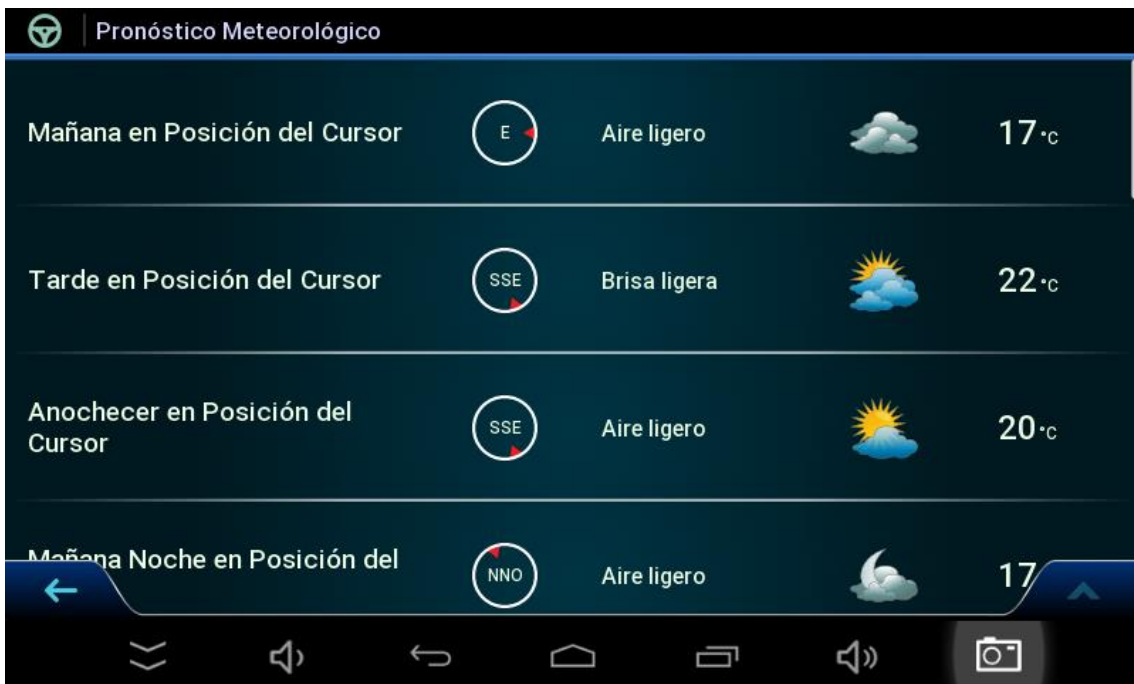 Pronóstico Meteorológico
Mañana en Posición del Cursor E Aire ligero 17°C
Tarde en Posición del Cursor SSE Brisa ligera 22°C
Anochecer en Posición del
Cursor SSE Aire ligero 20°C
Mañana Noche en Posición del NNO Aire ligero 17